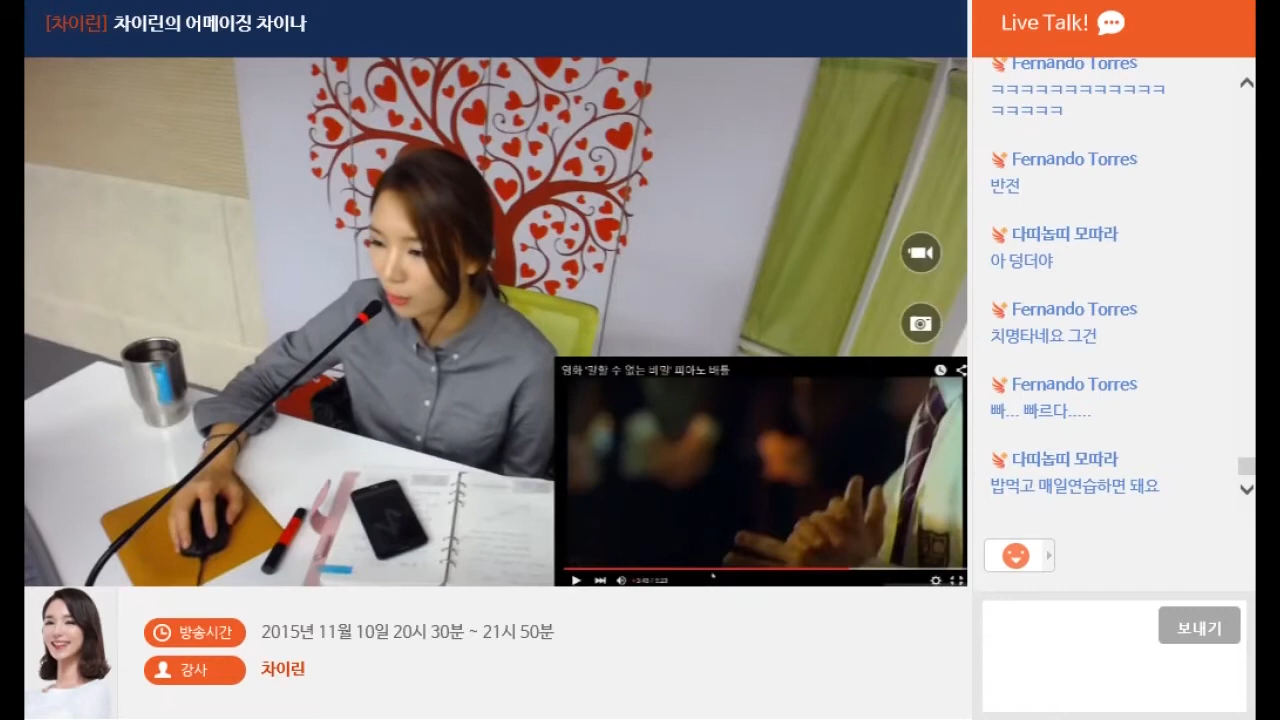 [차이린] 차이린의 어메이징 차이나
Live Talk!
Fernando Torres
ㅋㅋㅋㅋㅋㅋㅋㅋㅋㅋㅋㅋ
ㅋㅋㅋㅋㅋ
Fernando Torres
반전
다띠놉띠 모따라
아 덩더야
Fernando Torres
치명타네요 그건
Fernando Torres
빠... 빠르다.....
다띠놉띠 모따라
밥먹고 매일연습하면 돼요
영화 '말할 수 없는 비밀' 피아노 배틀
보내기
방송시간 2015년 11월 10일 20시 30분 ~ 21시 50분
강사 차이린